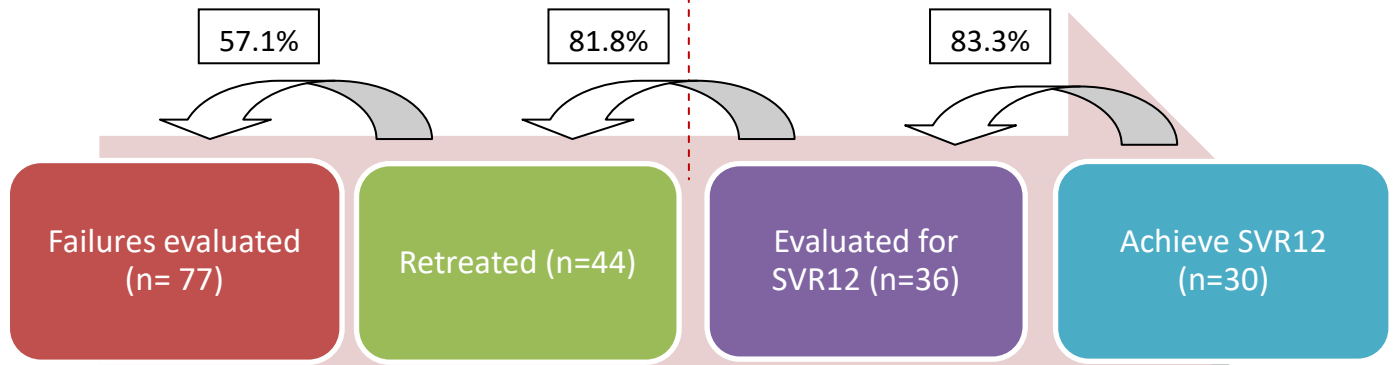 57.1%
81.8%
83.3%
Failures evaluated
(n= 77)
Retreated (n=44)
Evaluated for
SVR12 (n=36)
Achieve SVR12
(n=30)